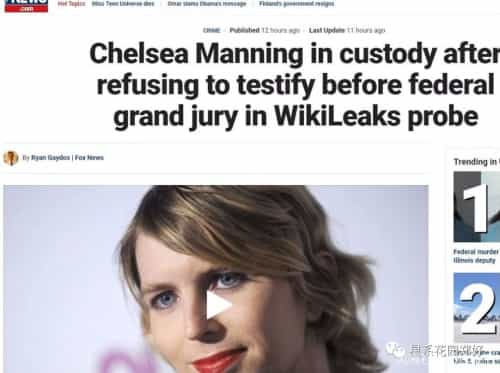 NEWS
.com
Hot Topics
Miss Teen Universe dies
Omar slams Obama's message
Finland's government resigns
CRIME · Published 12 hours ago · Last Update 11 hours ago
Chelsea Manning in custody after
refusing to testify before federal
grand jury in WikiLeaks probe
By Ryan Gaydos | Fox News
Trending in
1
Federal murder
Illinois deputy
2